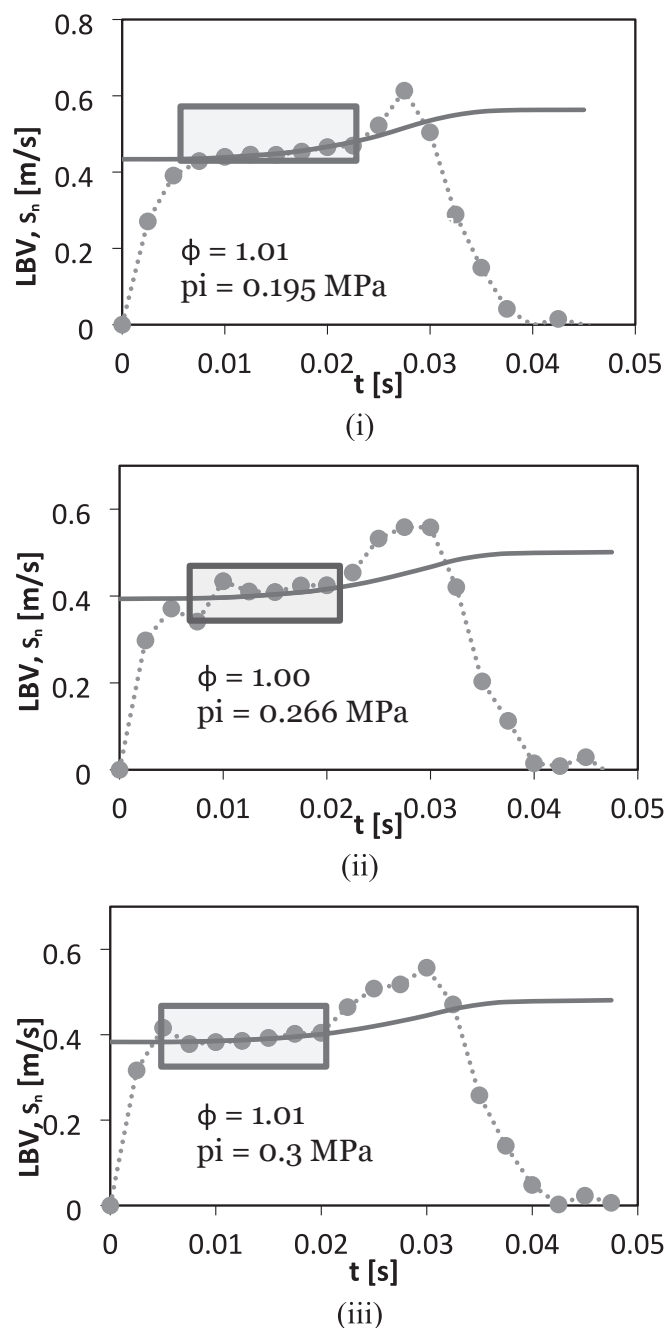 0.8
0.6
0.4
0.2
0
LBV, sₙ [m/s]
ϕ = 1.01
pi = 0.195 MPa
0 0.01 0.02 0.03 0.04 0.05
t [s]
(i)
0.6
0.4
0.2
0
LBV, sₙ [m/s]
ϕ = 1.00
pi = 0.266 MPa
0 0.01 0.02 0.03 0.04 0.05
t [s]
(ii)
0.6
0.4
0.2
0
LBV, sₙ [m/s]
ϕ = 1.01
pi = 0.3 MPa
0 0.01 0.02 0.03 0.04 0.05
t [s]
(iii)